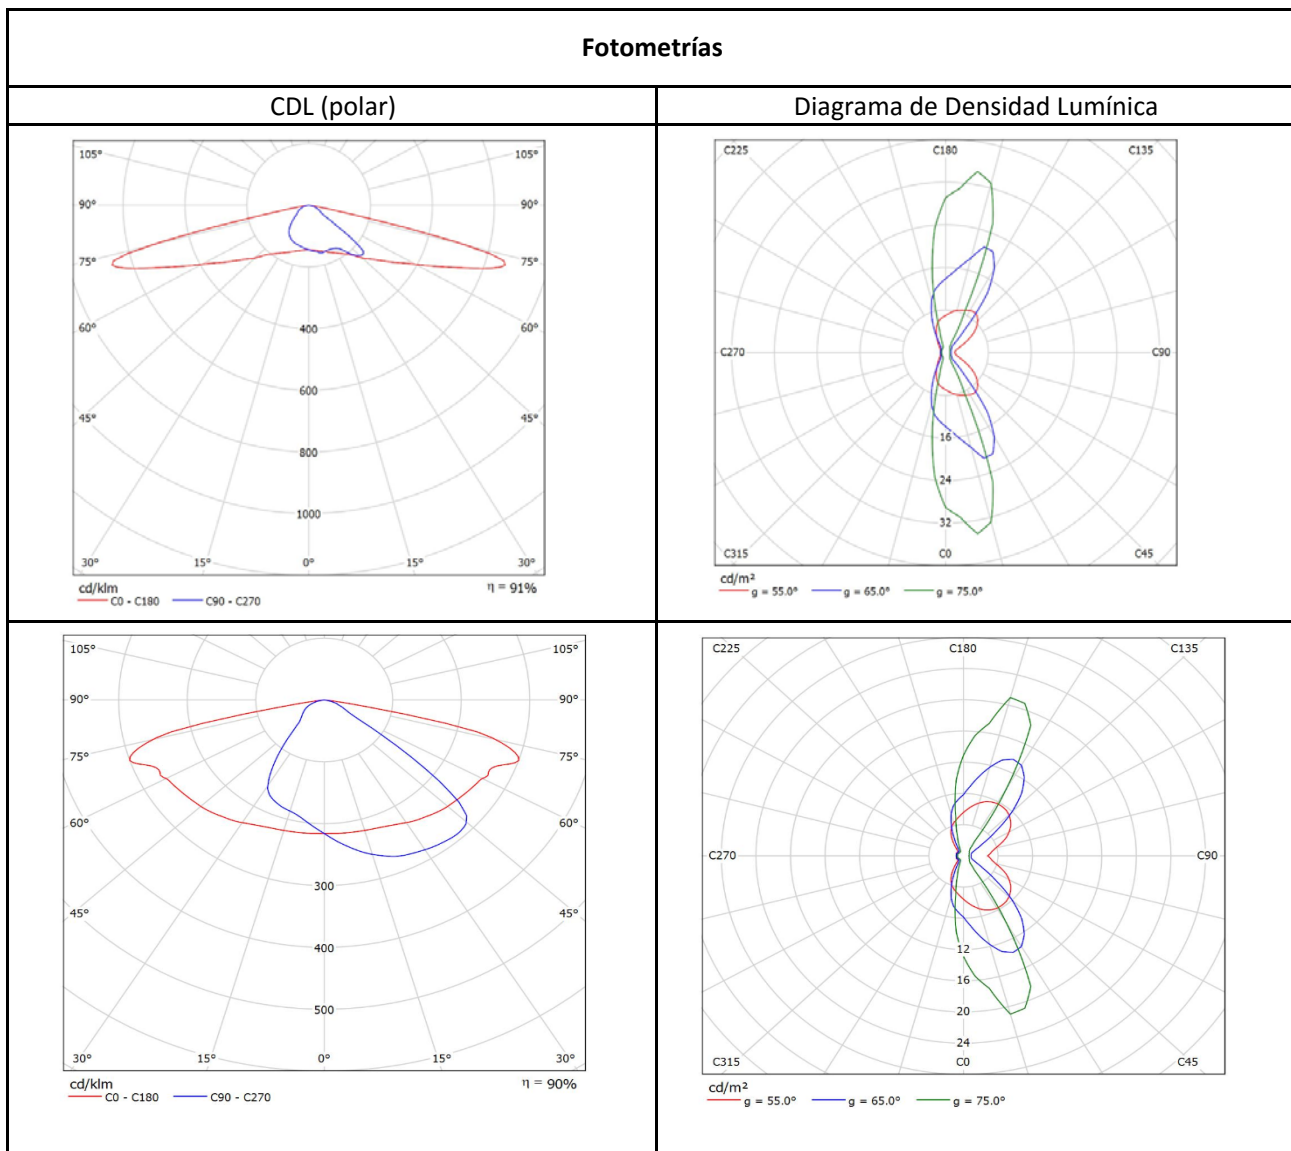 Fotometrías
CDL (polar)
Diagrama de Densidad Lumínica
105° 105°
90° 90°
75° 75°
60° 60°
400
600
45° 45°
800
1000
30° 15° 0° 15° 30°
cd/klm η = 91%
C0 - C180 C90 - C270
C225 C180 C135
C270 C90
16
24
32
C315 C0 C45
cd/m²
g = 55.0° g = 65.0° g = 75.0°
105° 105°
90° 90°
75° 75°
60° 60°
300
45° 45°
400
500
30° 15° 0° 15° 30°
cd/klm η = 90%
C0 - C180 C90 - C270
C225 C180 C135
C270 C90
12
16
20
24
C315 C0 C45
cd/m²
g = 55.0° g = 65.0° g = 75.0°